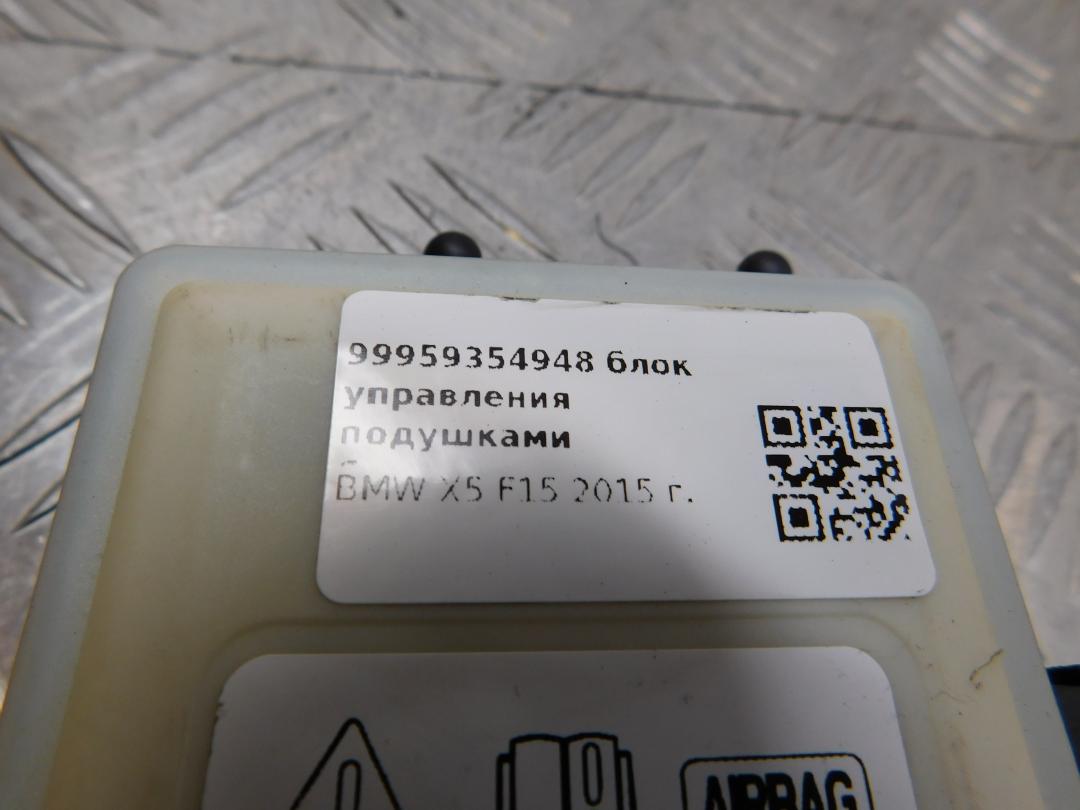 99959354948 блок
управления
подушками
BMW X5 F15 2015 г.
AIRBAG